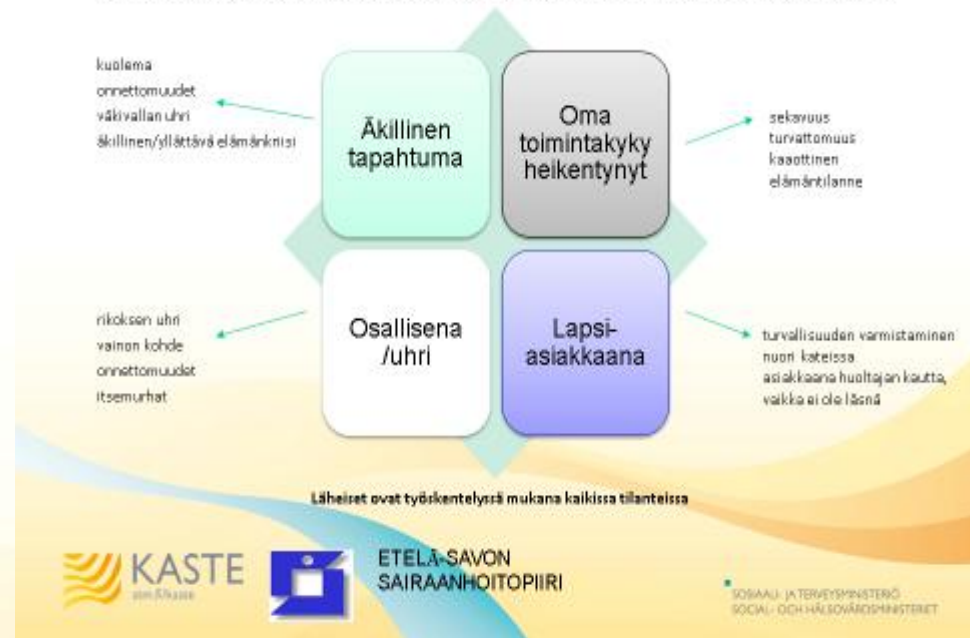 kuolema
onnettomuudet
väkivallan uhri
äkillinen/yllättävä elämänkriisi
Äkillinen
tapahtuma
Oma
toimintakyky
heikentynyt
sekavuus
turvattomuus
kaaottinen
elämäntilanne
rikoksen uhri
vainon kohde
onnettomuudet
itsemurhat
Osallisena
/uhri
Lapsi-
asiakkaana
turvallisuuden varmistaminen
nuori kateissa
asiakkaana huoltajan kautta,
vaikka ei ole läsnä
Läheiset ovat työskentelyssä mukana kaikissa tilanteissa
KASTE
ETELÄ-SAVON
SAIRAANHOITOPIIRI
SOSIAALI- JA TERVEYSMINISTERIÖ
SOCIAL- OCH HÄLSOVÅRDSMINISTERIET